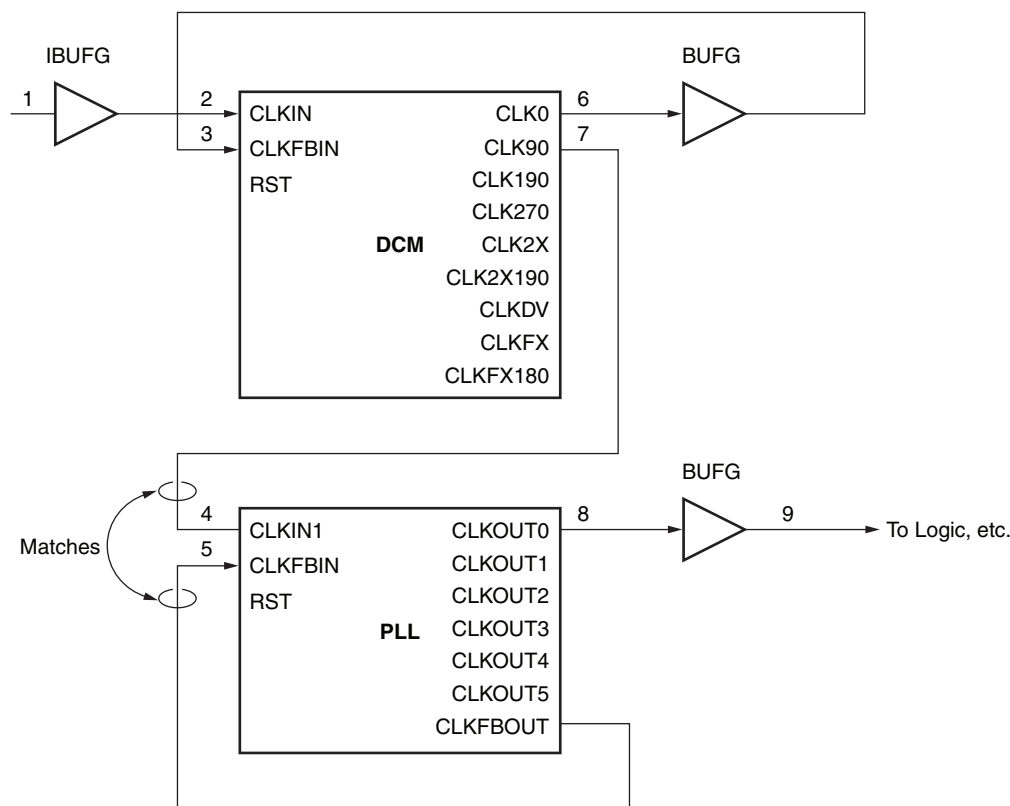 IBUFG
BUFG
1
2
CLKIN
CLK0
6
3
CLKFBIN
CLK90
7
RST
CLK190
CLK270
DCM
CLK2X
CLK2X190
CLKDV
CLKFX
CLKFX180
BUFG
4
CLKIN1
CLKOUT0
8
9
To Logic, etc.
Matches
5
CLKFBIN
CLKOUT1
RST
CLKOUT2
PLL
CLKOUT3
CLKOUT4
CLKOUT5
CLKFBOUT